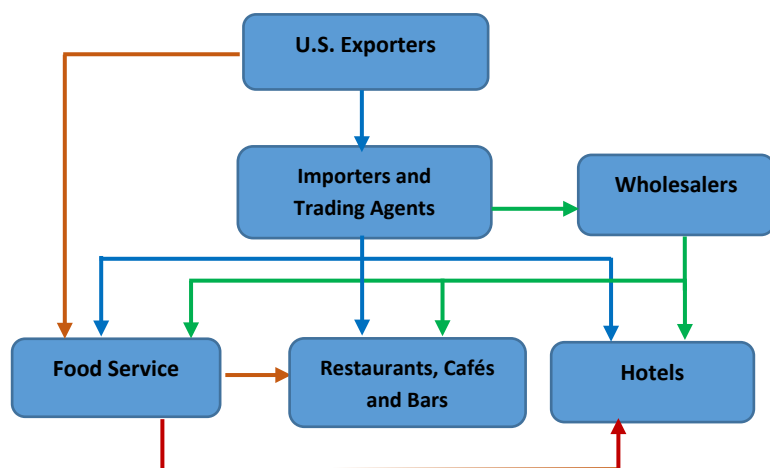 U.S. Exporters
Importers and
Trading Agents
Wholesalers
Food Service
Restaurants, Cafés
and Bars
Hotels